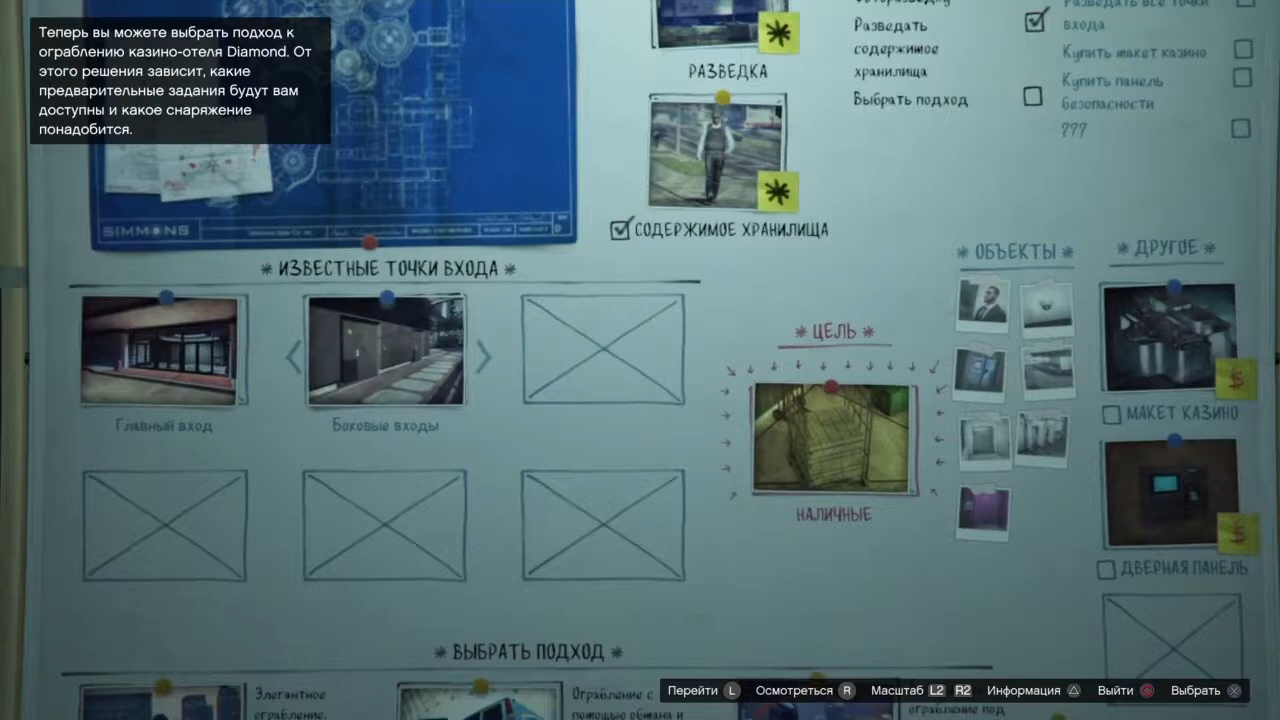 Теперь вы можете выбрать подход к
ограблению казино-отеля Diamond. От
этого решения зависит, какие
предварительные задания будут вам
доступны и какое снаряжение
понадобится.
SIMMONS
РАЗВЕДКА
СОДЕРЖИМОЕ ХРАНИЛИЩА
Разведать
содержимое
хранилища
Выбрать подход
входа
Купить макет казино
Купить панель
безопасности
???
* ИЗВЕСТНЫЕ ТОЧКИ ВХОДА *
Главный вход
Боковые входы
* ЦЕЛЬ *
НАЛИЧНЫЕ
* ОБЪЕКТЫ *
* ДРУГОЕ *
$
МАКЕТ КАЗИНО
$
ДВЕРНАЯ ПАНЕЛЬ
* ВЫБРАТЬ ПОДХОД *
Элегантное
ограбление.
Ограбление с
помощью обмана и
ограбление под
Перейти L Осмотреться R Масштаб L2 R2 Информация Выйти Выбрать